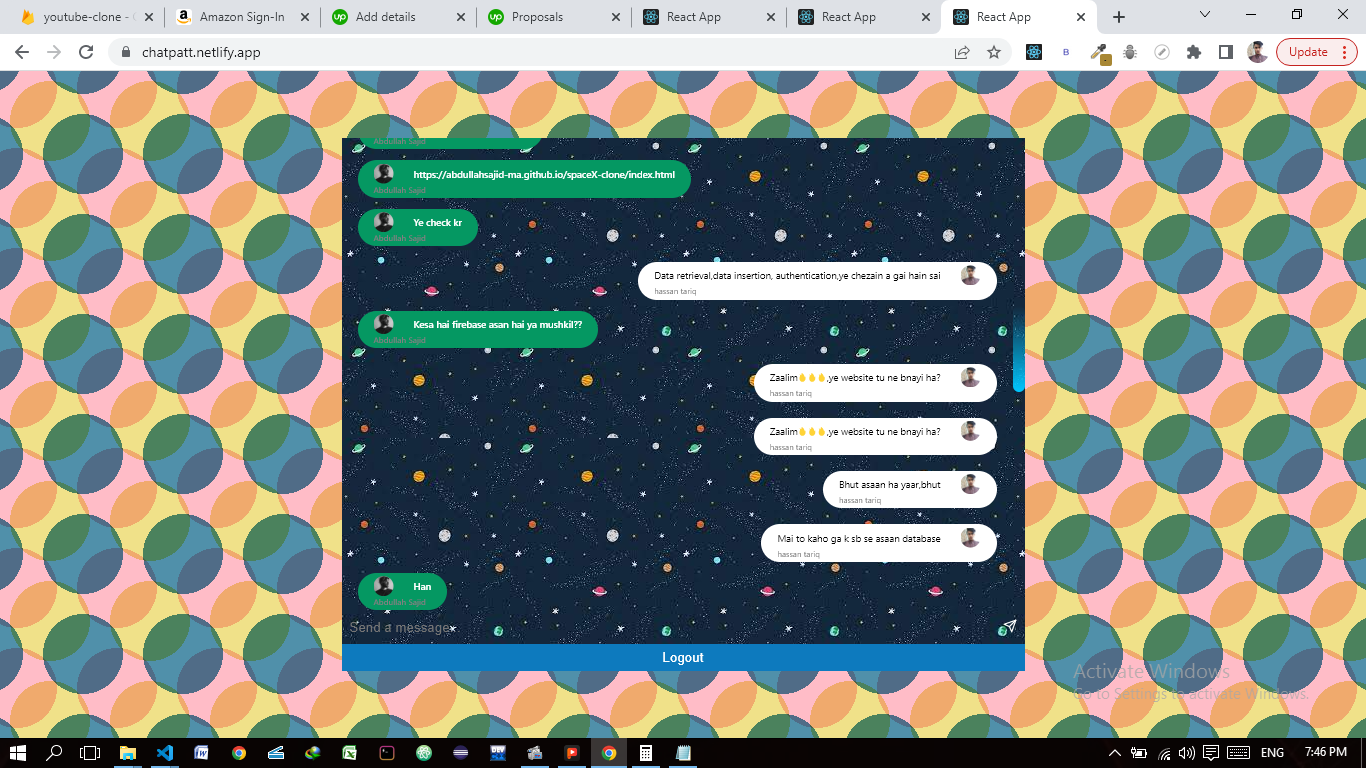 youtube-clone -
Amazon Sign-In
Add details
Proposals
React App
React App
React App
chatpatt.netlify.app
Update
Abdullah Sajid
https://abdullahsajid-ma.github.io/spaceX-clone/index.html
Abdullah Sajid
Ye check kr
Abdullah Sajid
Data retrieval,data insertion, authentication,ye chezain a gai hain sai
hassan tariq
Kesa hai firebase asan hai ya mushkil??
Abdullah Sajid
Zaalim✋✋✋,ye website tu ne bnayi ha?
hassan tariq
Zaalim✋✋✋,ye website tu ne bnayi ha?
hassan tariq
Bhut asaan ha yaar,bhut
hassan tariq
Mai to kaho ga k sb se asaan database
hassan tariq
Han
Abdullah Sajid
Send a message
Logout
Activate Windows
Go to Settings to activate Windows.
ENG
7:46 PM